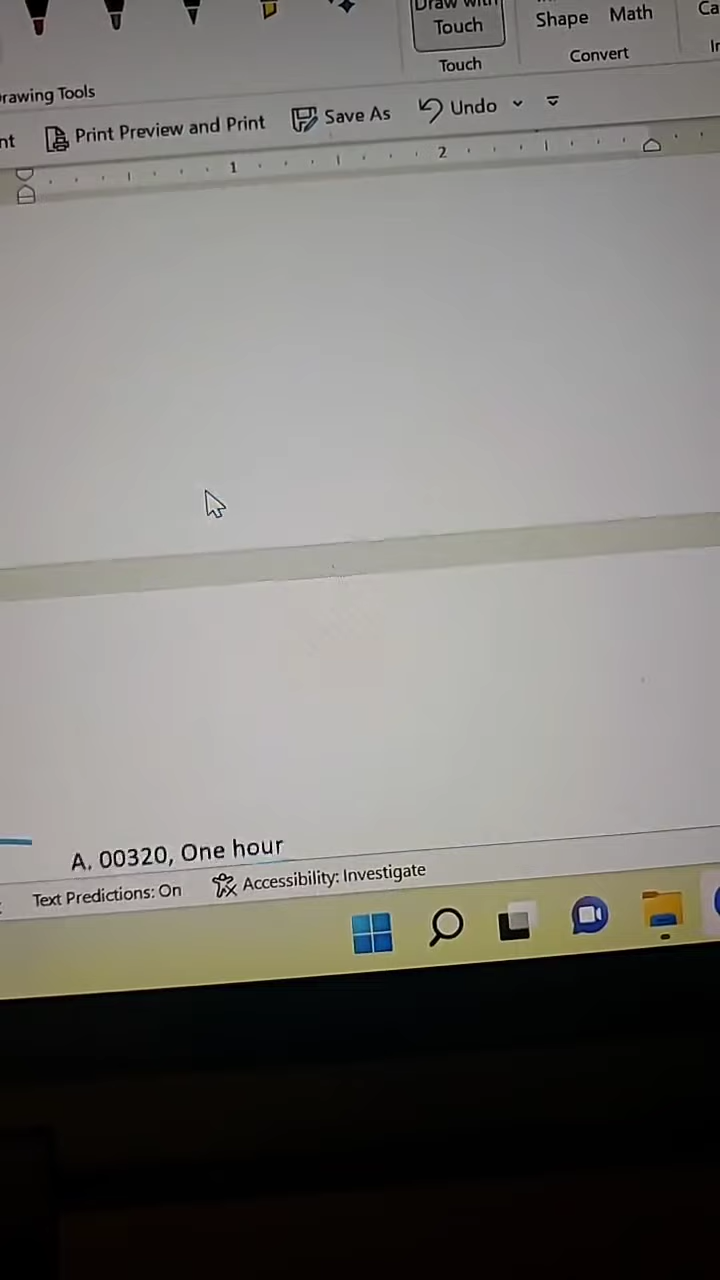 Draw with
Touch
Shape
Math
Touch
Convert
rawing Tools
nt
Print Preview and Print
Save As
Undo
1
2
A. 00320, One hour
Text Predictions: On
Accessibility: Investigate